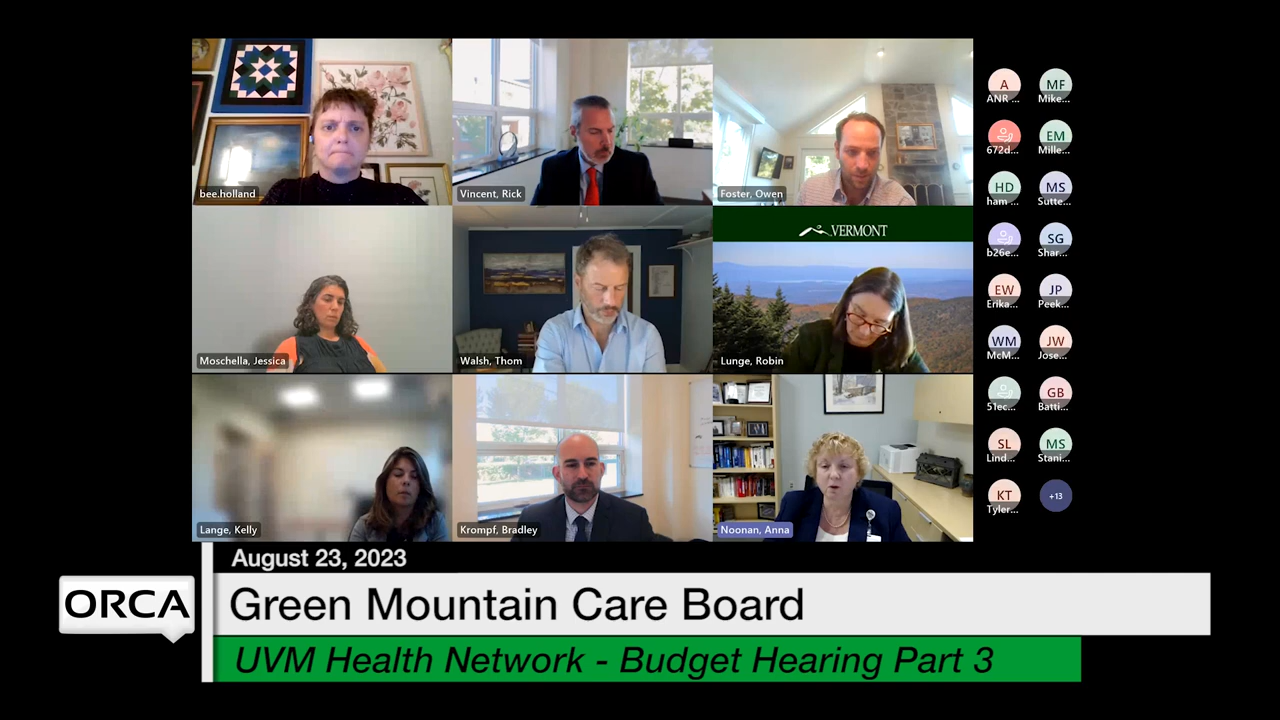 bee.holland
Vincent, Rick
Foster, Owen
VERMONT
Moschella, Jessica
Walsh, Thom
Lunge, Robin
Lange, Kelly
Krompf, Bradley
Noonan, Anna
A
ANR ...
MF
Mike...
672d...
EM
Mille...
HD
ham ...
MS
Sutte...
b26e...
SG
Shar...
EW
Erika...
JP
Peek...
WM
McM...
JW
Jose...
51ec...
GB
Batti...
SL
Lind...
MS
Stani...
KT
Tyler...
+13
August 23, 2023
ORCA
Green Mountain Care Board
UVM Health Network - Budget Hearing Part 3